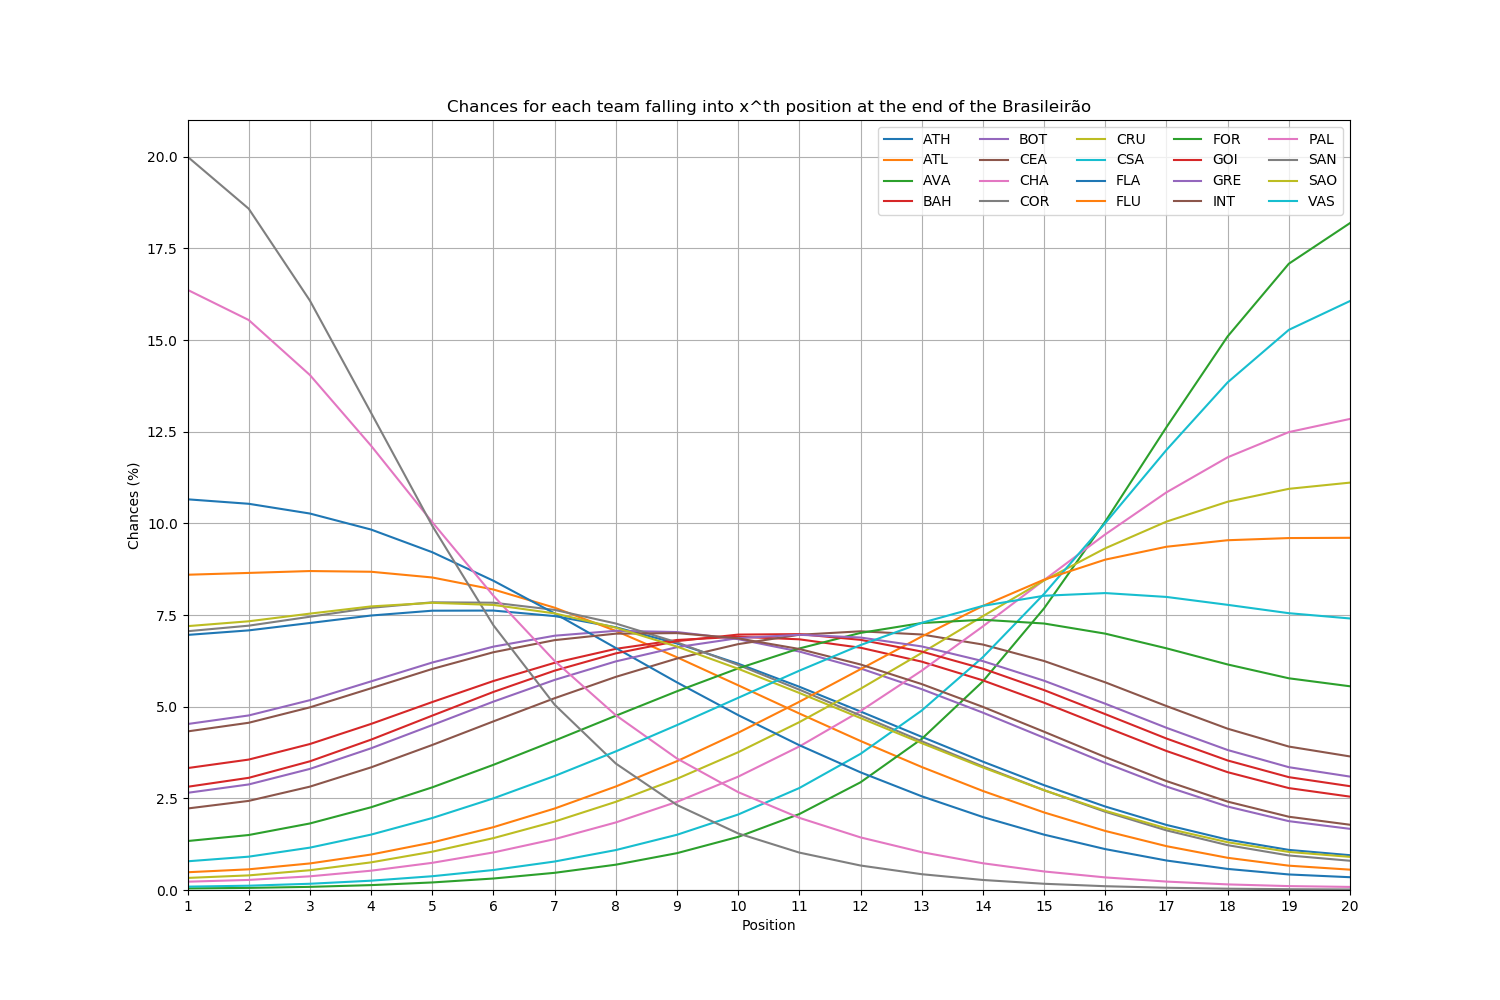 Chances for each team falling into x^th position at the end of the Brasileirão
ATH BOT CRU FOR PAL
ATL CEA CSA GOI SAN
AVA CHA FLA GRE SAO
BAH COR FLU INT VAS
Chances (%)
20.0
17.5
15.0
12.5
10.0
7.5
5.0
2.5
0.0
1 2 3 4 5 6 7 8 9 10 11 12 13 14 15 16 17 18 19 20
Position